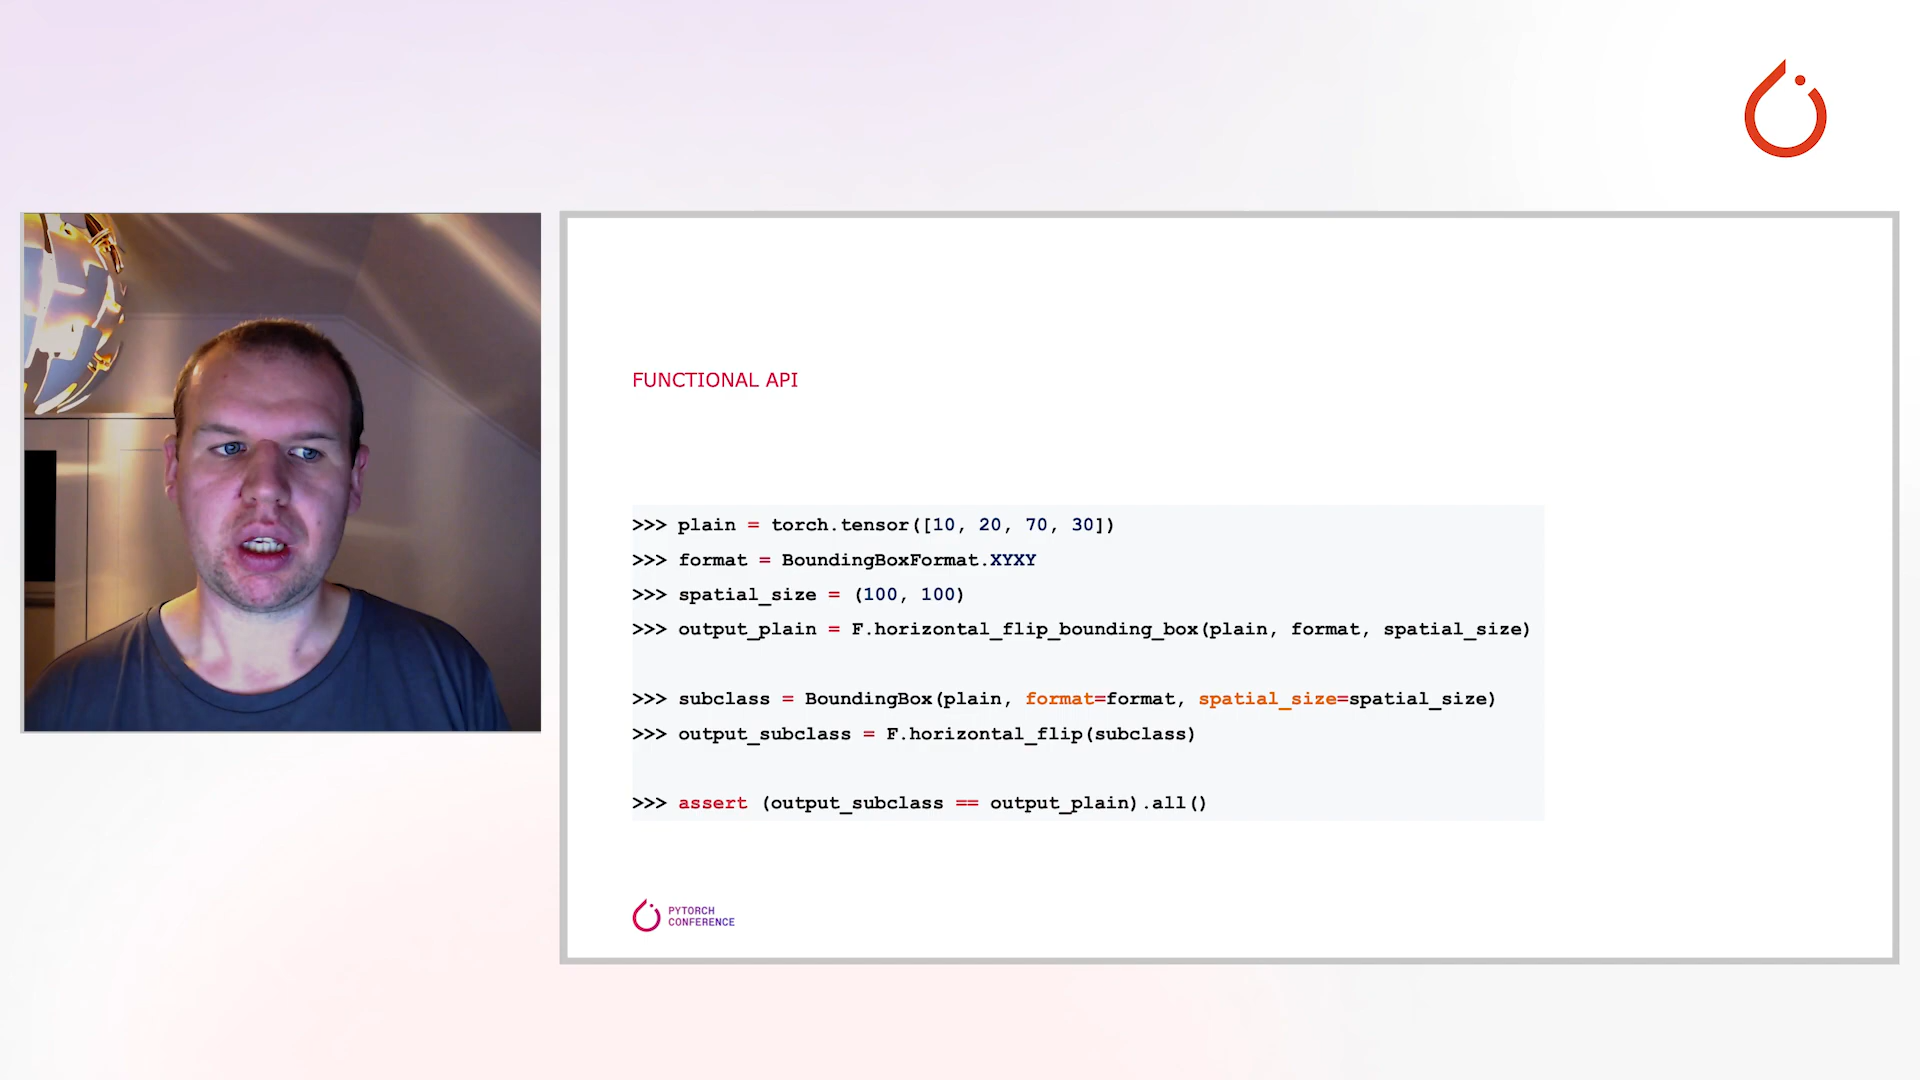 FUNCTIONAL API
>>> plain = torch.tensor([10, 20, 70, 30])
>>> format = BoundingBoxFormat.XYXY
>>> spatial_size = (100, 100)
>>> output_plain = F.horizontal_flip_bounding_box(plain, format, spatial_size)
>>> subclass = BoundingBox(plain, format=format, spatial_size=spatial_size)
>>> output_subclass = F.horizontal_flip(subclass)
>>> assert (output_subclass == output_plain).all()
PYTORCH
CONFERENCE